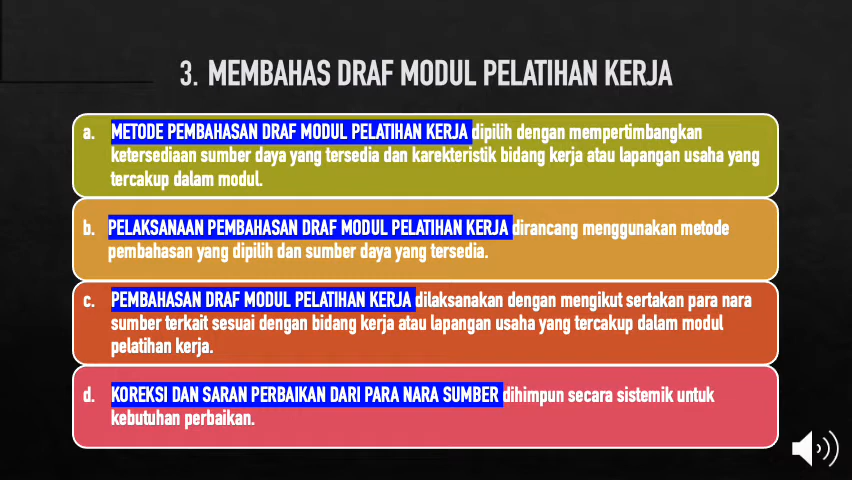 3. MEMBAHAS DRAF MODUL PELATIHAN KERJA
a. METODE PEMBAHASAN DRAF MODUL PELATIHAN KERJA dipilih dengan mempertimbangkan
ketersediaan sumber daya yang tersedia dan karekteristik bidang kerja atau lapangan usaha yang
tercakup dalam modul.
b. PELAKSANAAN PEMBAHASAN DRAF MODUL PELATIHAN KERJA dirancang menggunakan metode
pembahasan yang dipilih dan sumber daya yang tersedia.
c. PEMBAHASAN DRAF MODUL PELATIHAN KERJA dilaksanakan dengan mengikut sertakan para nara
sumber terkait sesuai dengan bidang kerja atau lapangan usaha yang tercakup dalam modul
pelatihan kerja.
d. KOREKSI DAN SARAN PERBAIKAN DARI PARA NARA SUMBER dihimpun secara sistemik untuk
kebutuhan perbaikan.